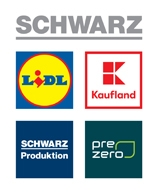 SCHWARZ
LIDL
K
Kaufland
SCHWARZ
Produktion
pre
zero